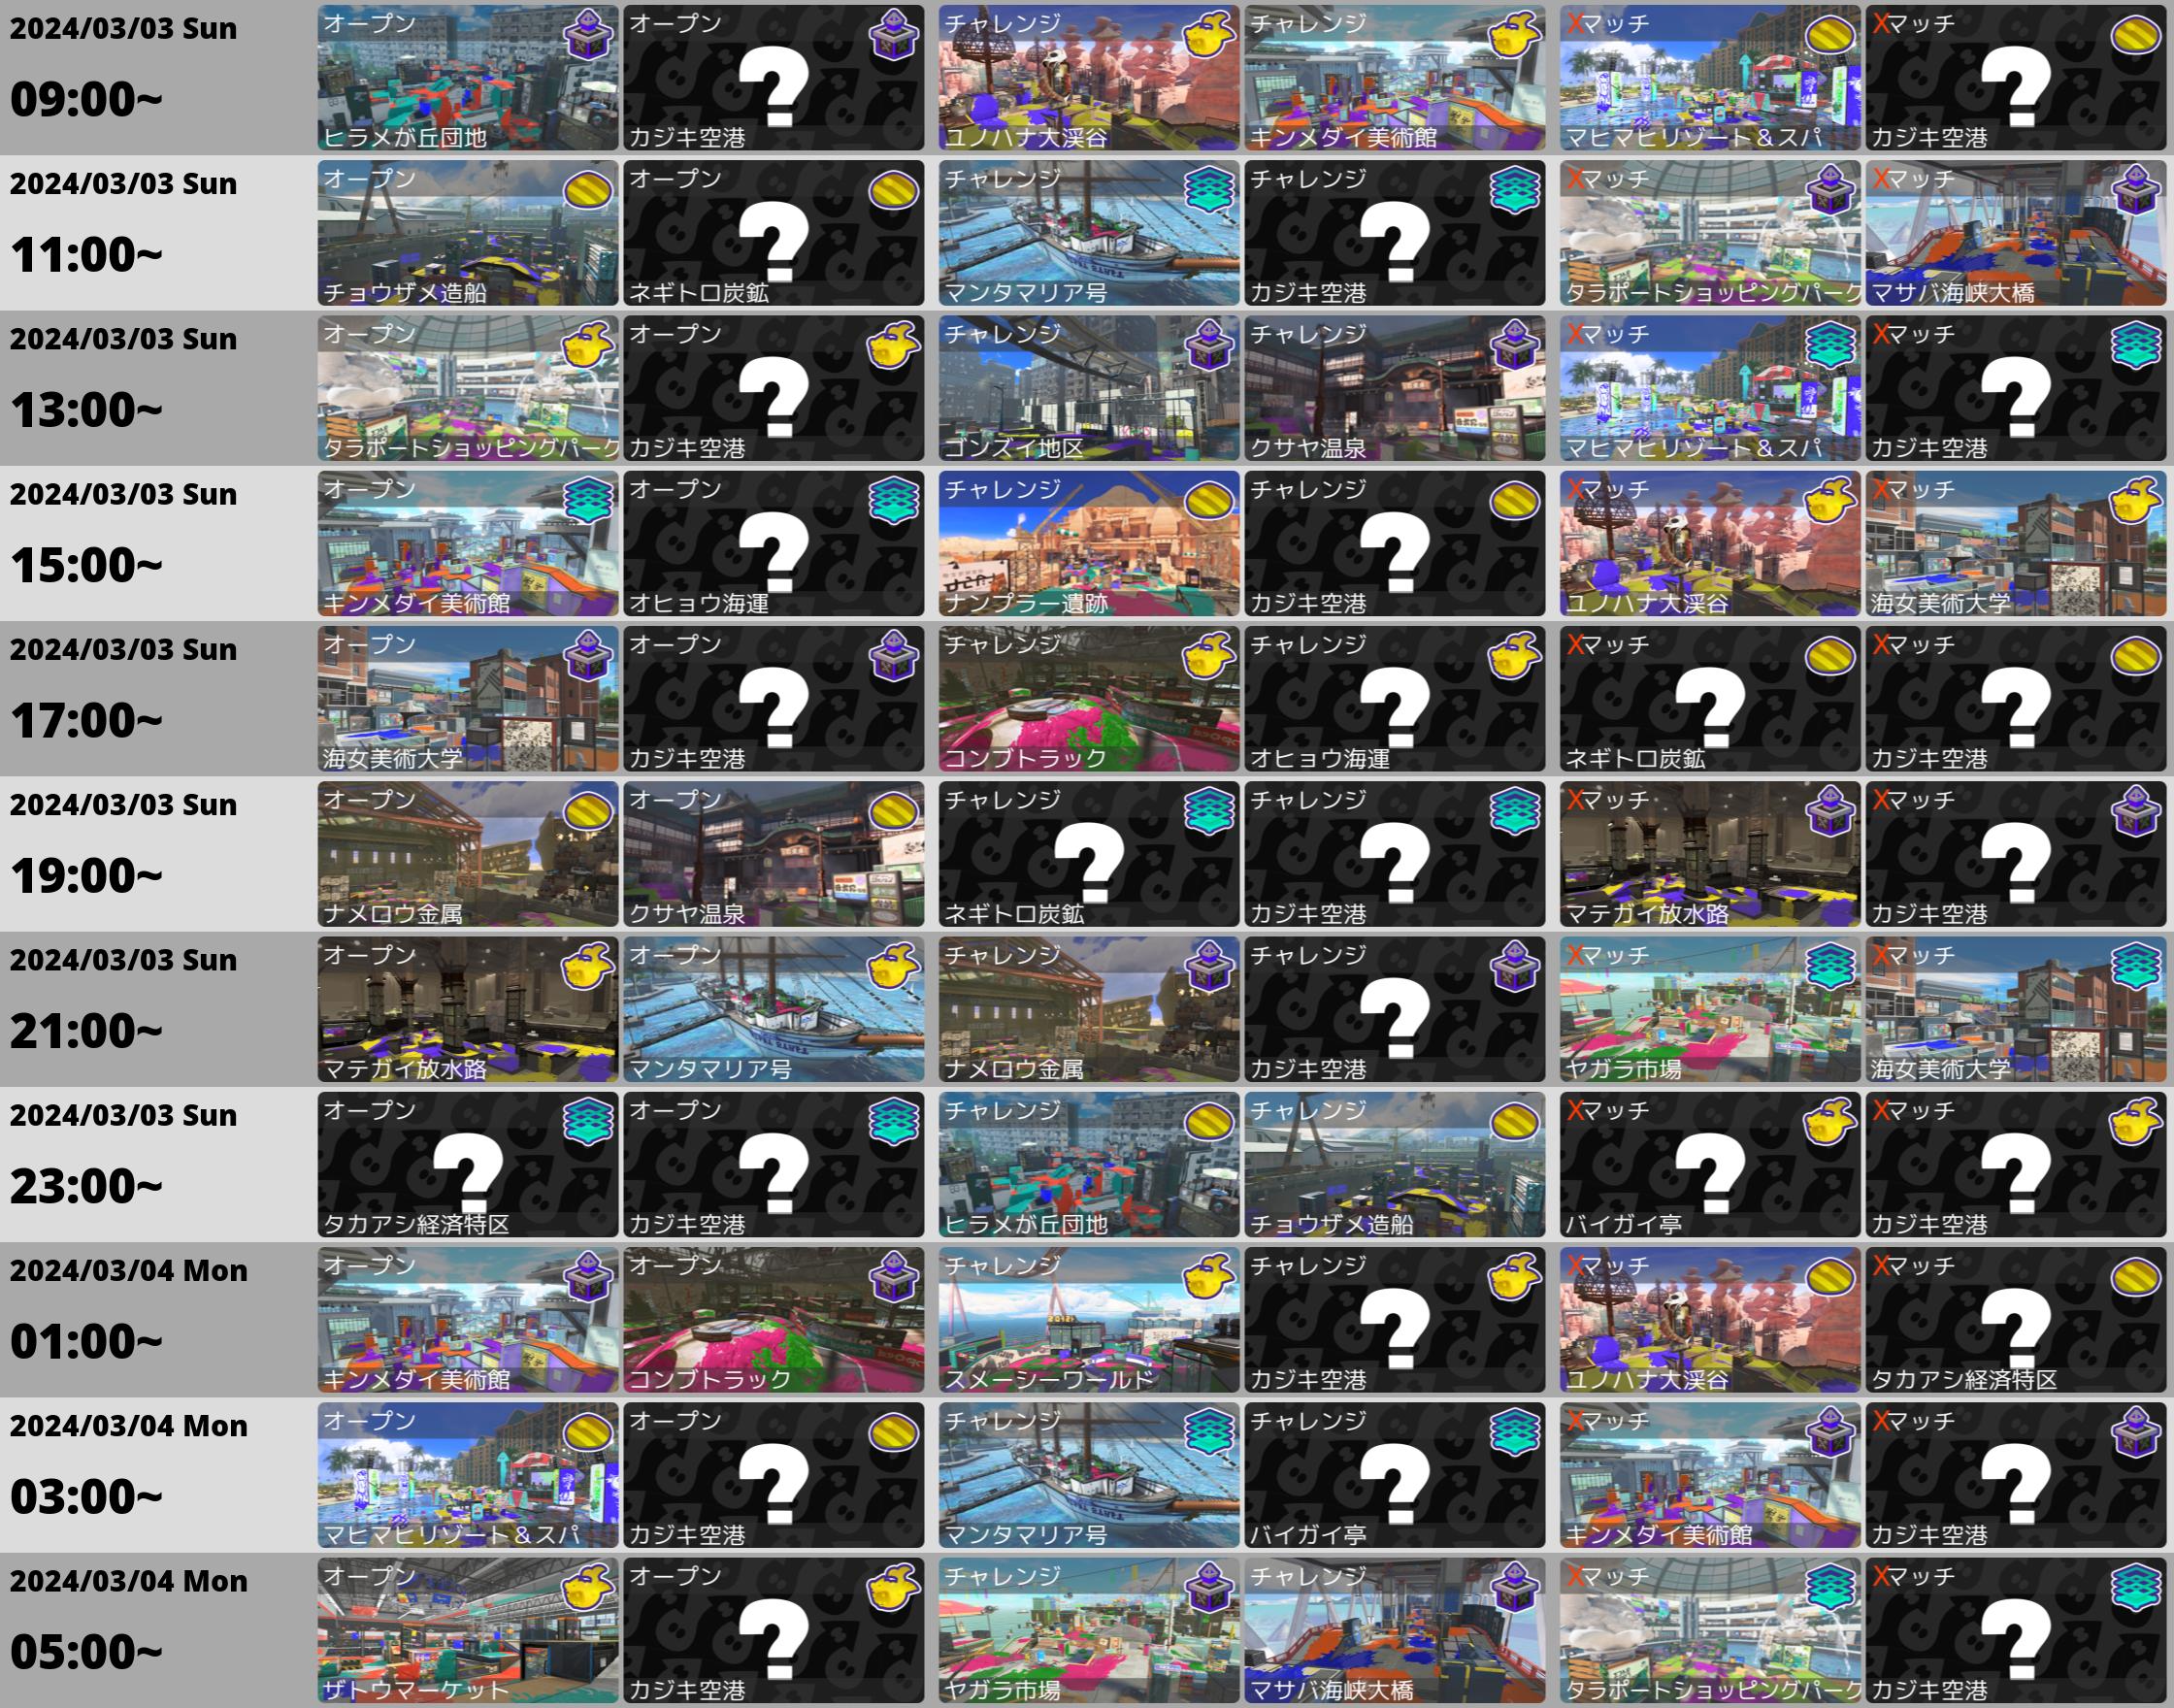 2024/03/03 Sun
09:00~
オープン
ヒラメが丘団地
オープン
カジキ空港
チャレンジ
ユノハナ大渓谷
チャレンジ
キンメダイ美術館
Xマッチ
マヒマヒリゾート＆スパ
Xマッチ
カジキ空港
2024/03/03 Sun
11:00~
オープン
チョウザメ造船
オープン
ネギトロ炭鉱
チャレンジ
マンタマリア号
チャレンジ
カジキ空港
Xマッチ
タラポートショッピングパーク
Xマッチ
マサバ海峡大橋
2024/03/03 Sun
13:00~
オープン
タラポートショッピングパーク
オープン
カジキ空港
チャレンジ
ゴンズイ地区
チャレンジ
クサヤ温泉
Xマッチ
マヒマヒリゾート＆スパ
Xマッチ
カジキ空港
2024/03/03 Sun
15:00~
オープン
キンメダイ美術館
オープン
オヒョウ海運
チャレンジ
ナンプラー遺跡
チャレンジ
カジキ空港
Xマッチ
ユノハナ大渓谷
Xマッチ
海女美術大学
2024/03/03 Sun
17:00~
オープン
海女美術大学
オープン
カジキ空港
チャレンジ
コンブトラック
チャレンジ
オヒョウ海運
Xマッチ
ネギトロ炭鉱
Xマッチ
カジキ空港
2024/03/03 Sun
19:00~
オープン
ナメロウ金属
オープン
クサヤ温泉
チャレンジ
ネギトロ炭鉱
チャレンジ
カジキ空港
Xマッチ
マテガイ放水路
Xマッチ
カジキ空港
2024/03/03 Sun
21:00~
オープン
マテガイ放水路
オープン
マンタマリア号
チャレンジ
ナメロウ金属
チャレンジ
カジキ空港
Xマッチ
ヤガラ市場
Xマッチ
海女美術大学
2024/03/03 Sun
23:00~
オープン
タカアシ経済特区
オープン
カジキ空港
チャレンジ
ヒラメが丘団地
チャレンジ
チョウザメ造船
Xマッチ
バイガイ亭
Xマッチ
カジキ空港
2024/03/04 Mon
01:00~
オープン
キンメダイ美術館
オープン
コンブトラック
チャレンジ
スメーシーワールド
チャレンジ
カジキ空港
Xマッチ
ユノハナ大渓谷
Xマッチ
タカアシ経済特区
2024/03/04 Mon
03:00~
オープン
マヒマヒリゾート＆スパ
オープン
カジキ空港
チャレンジ
マンタマリア号
チャレンジ
バイガイ亭
Xマッチ
キンメダイ美術館
Xマッチ
カジキ空港
2024/03/04 Mon
05:00~
オープン
ザトウマーケット
オープン
カジキ空港
チャレンジ
ヤガラ市場
チャレンジ
マサバ海峡大橋
Xマッチ
タラポートショッピングパーク
Xマッチ
カジキ空港